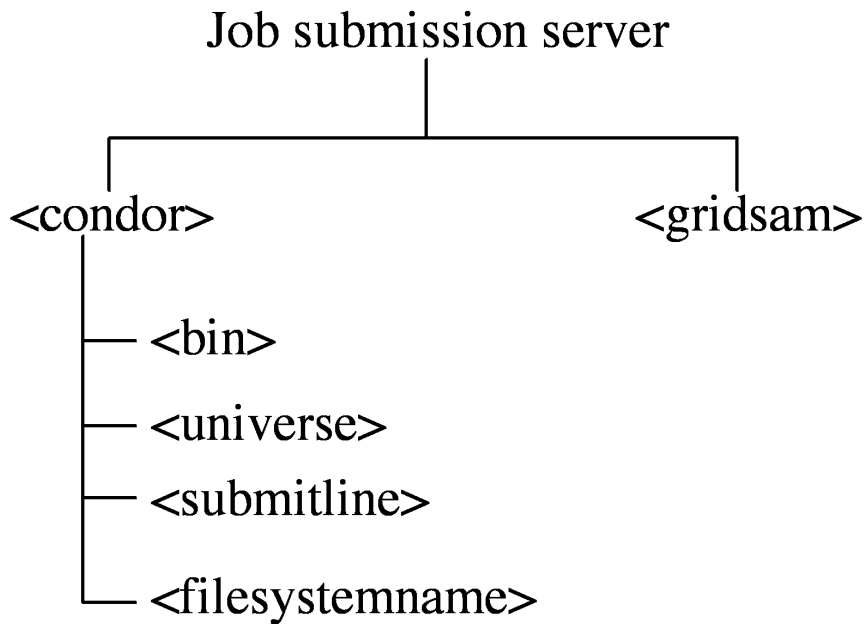 Job submission server
<condor>
<gridsam>
<bin>
<universe>
<submitline>
<filesystemname>